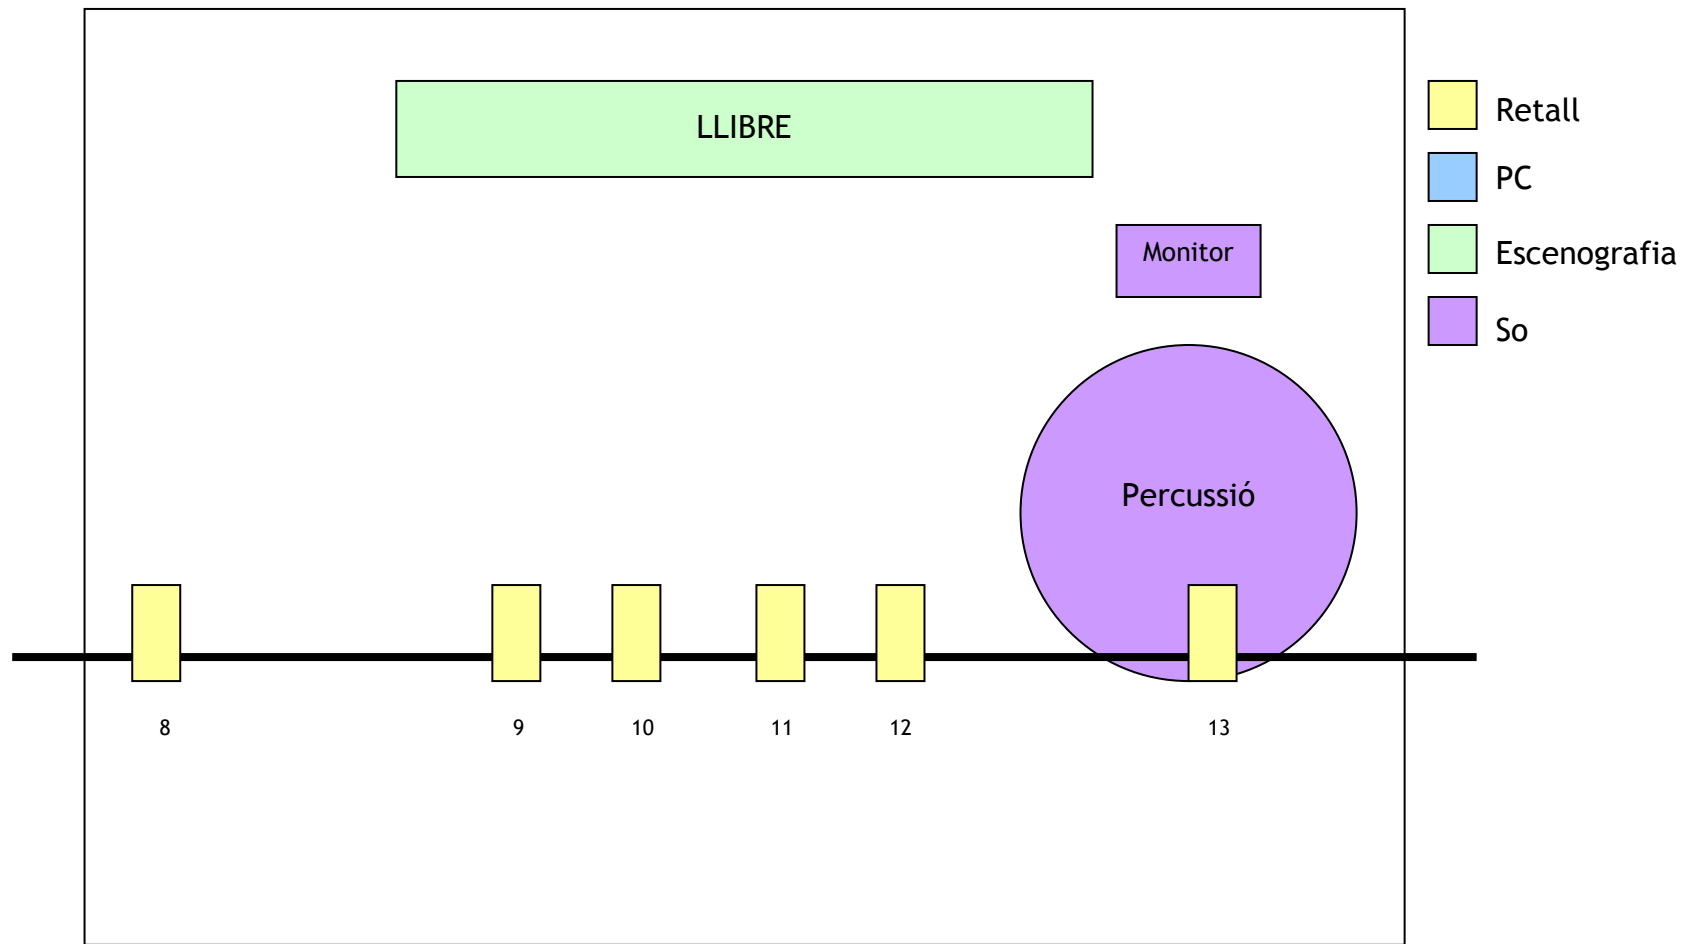 LLIBRE
Monitor
Percussió
8
9
10
11
12
13
Retall
PC
Escenografia
So